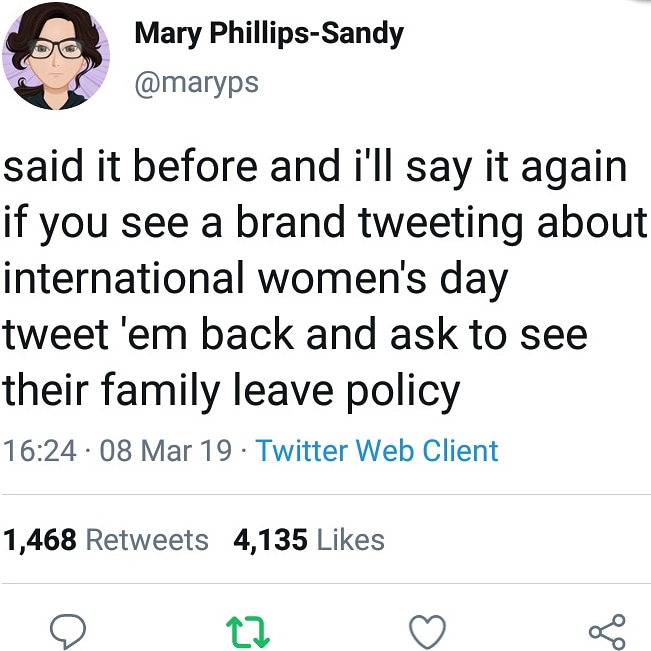 Mary Phillips-Sandy
@maryps
said it before and i'll say it again
if you see a brand tweeting about
international women's day
tweet 'em back and ask to see
their family leave policy
16:24 · 08 Mar 19 · Twitter Web Client
1,468 Retweets 4,135 Likes